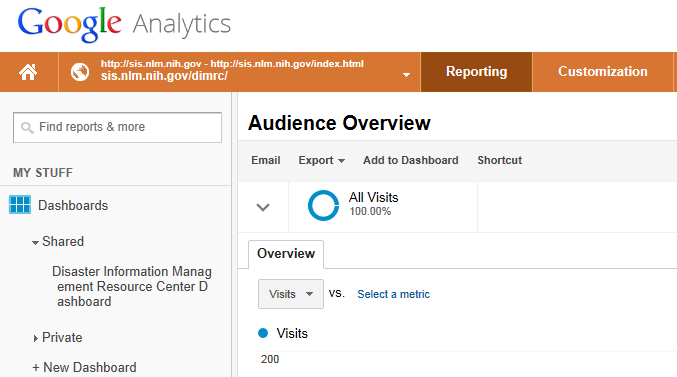 Google Analytics
http://sis.nlm.nih.gov - http://sis.nlm.nih.gov/index.html
sis.nlm.nih.gov/dimrc/
Reporting
Customization
Find reports & more
MY STUFF
Dashboards
Shared
Disaster Information Manag
ement Resource Center D
ashboard
Private
+ New Dashboard
Audience Overview
Email
Export
Add to Dashboard
Shortcut
All Visits
100.00%
Overview
Visits
vs.
Select a metric
Visits
200